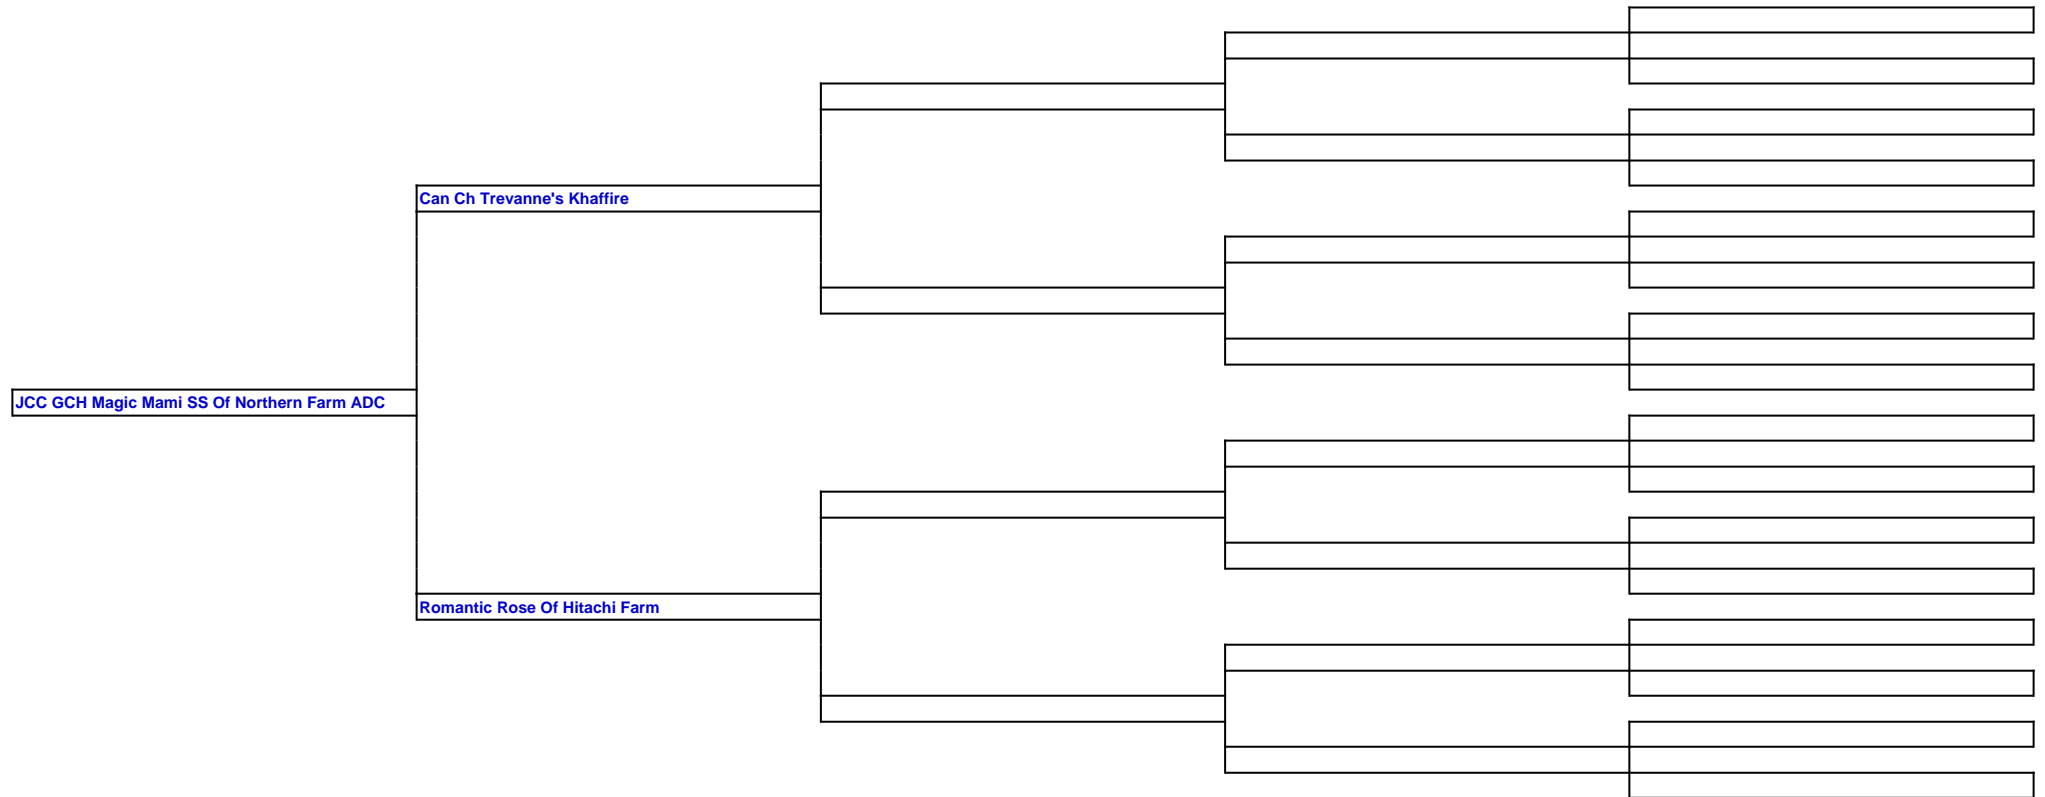 Can Ch Trevanne's Khaffire
JCC GCH Magic Mami SS Of Northern Farm ADC
Romantic Rose Of Hitachi Farm